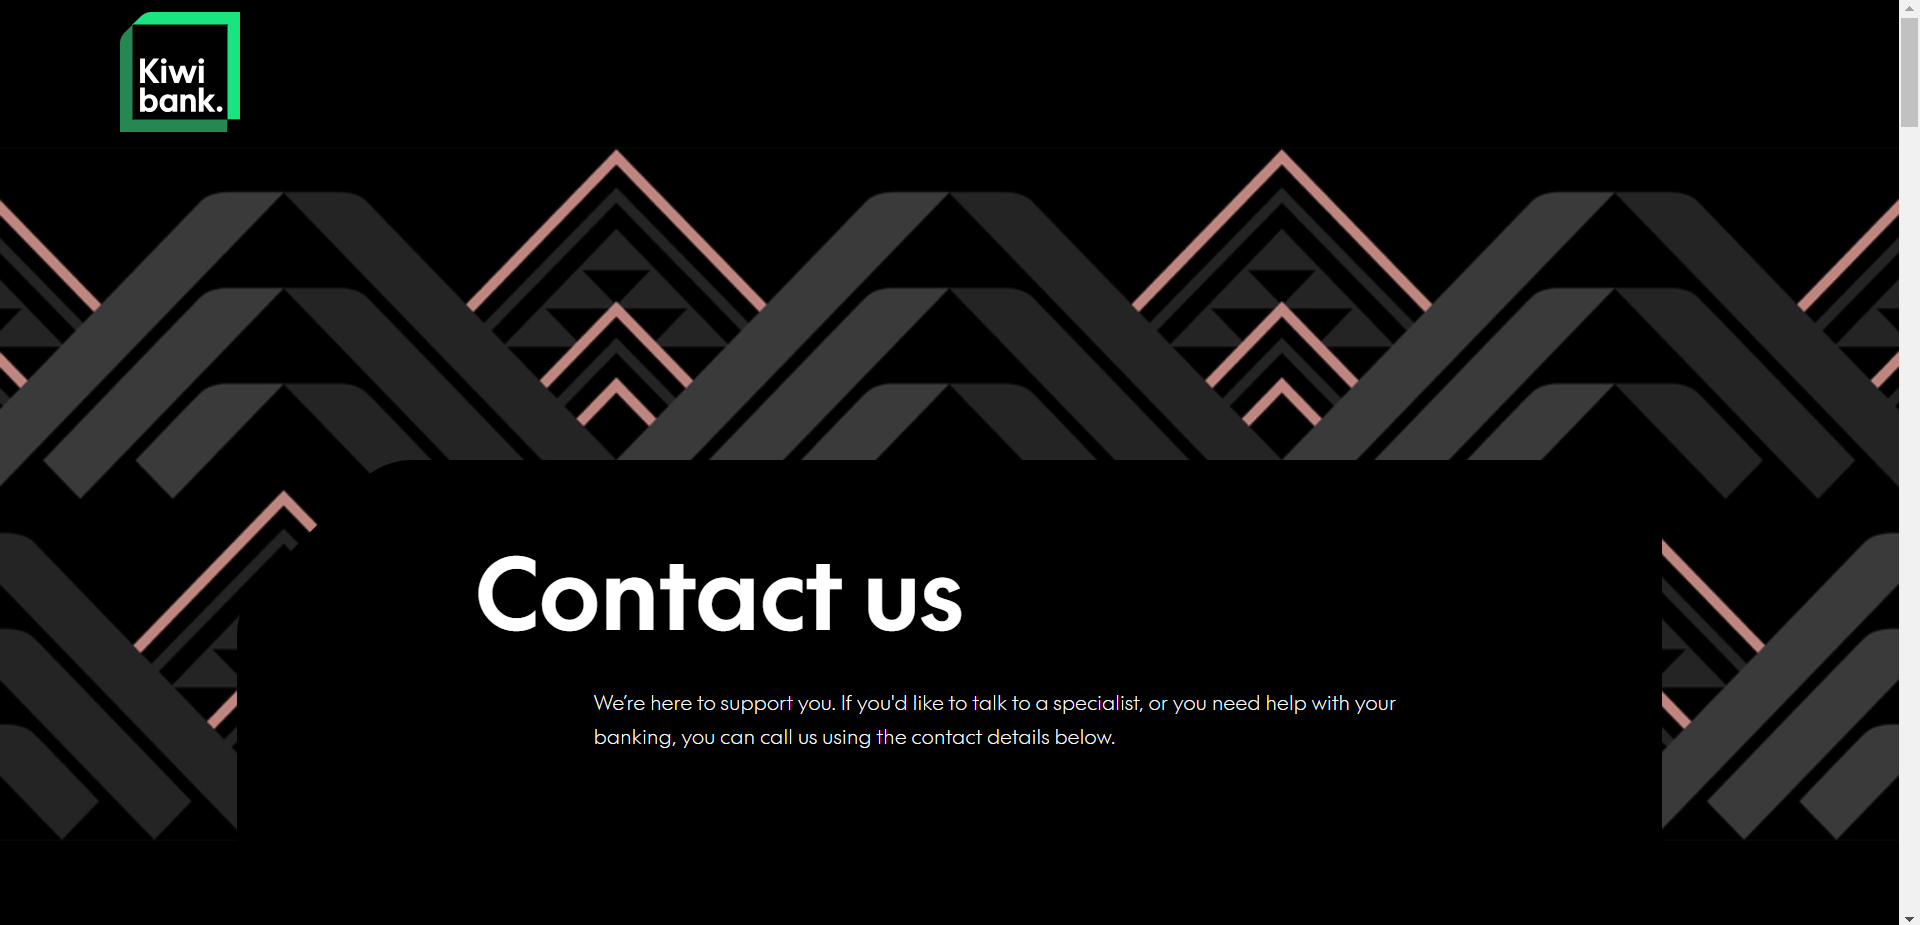 Kiwi
bank.
Contact us
We’re here to support you. If you'd like to talk to a specialist, or you need help with your
banking, you can call us using the contact details below.